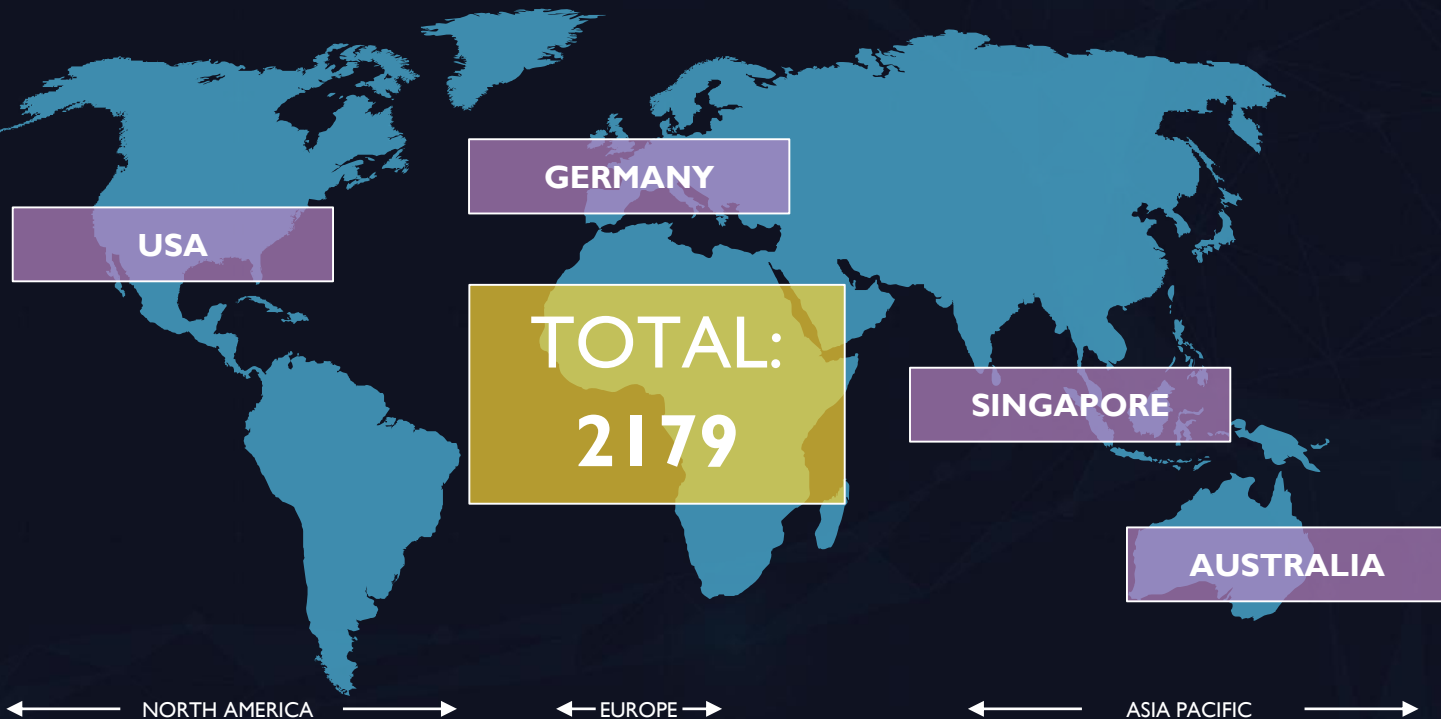 GERMANY
USA
TOTAL:
2179
SINGAPORE
AUSTRALIA
NORTH AMERICA
EUROPE
ASIA PACIFIC